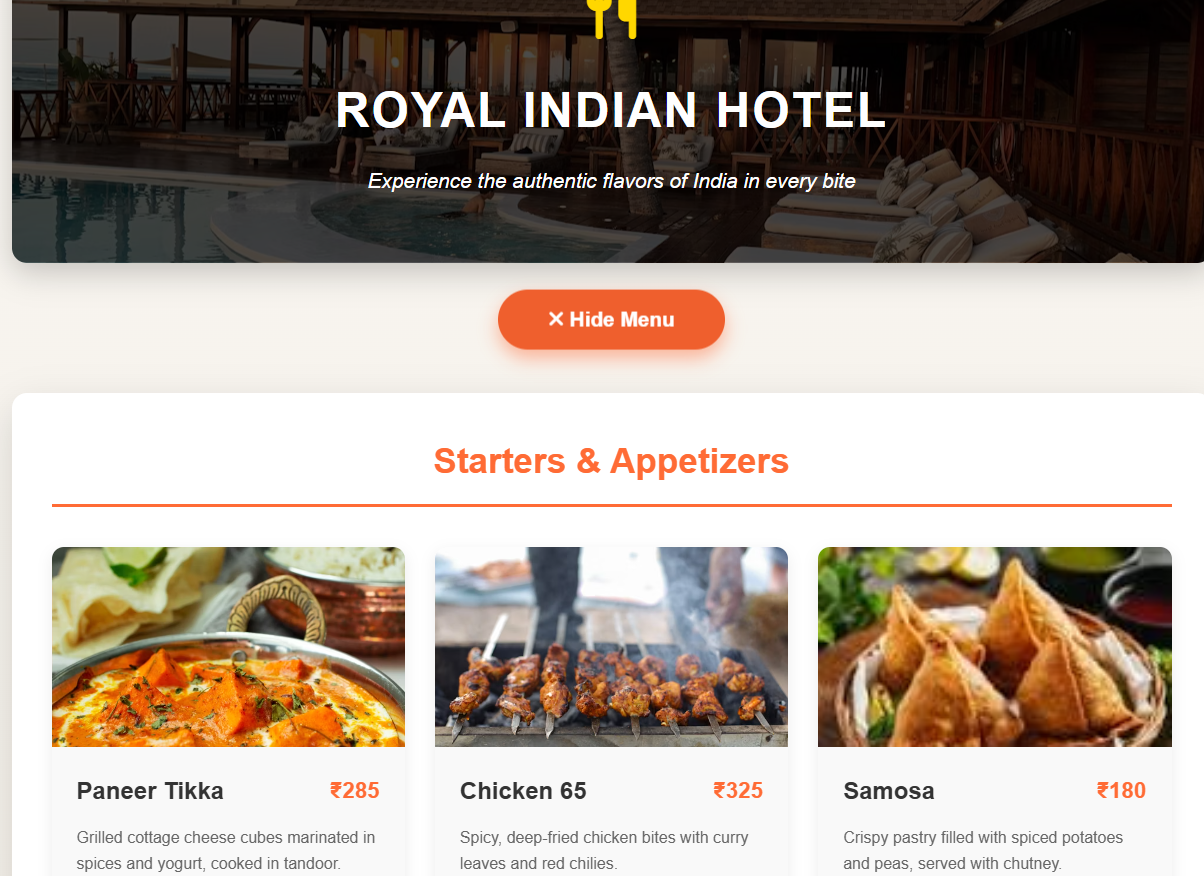 ROYAL INDIAN HOTEL
Experience the authentic flavors of India in every bite
✕ Hide Menu
Starters & Appetizers
Paneer Tikka ₹285
Grilled cottage cheese cubes marinated in
spices and yogurt, cooked in tandoor.
Chicken 65 ₹325
Spicy, deep-fried chicken bites with curry
leaves and red chilies.
Samosa ₹180
Crispy pastry filled with spiced potatoes
and peas, served with chutney.